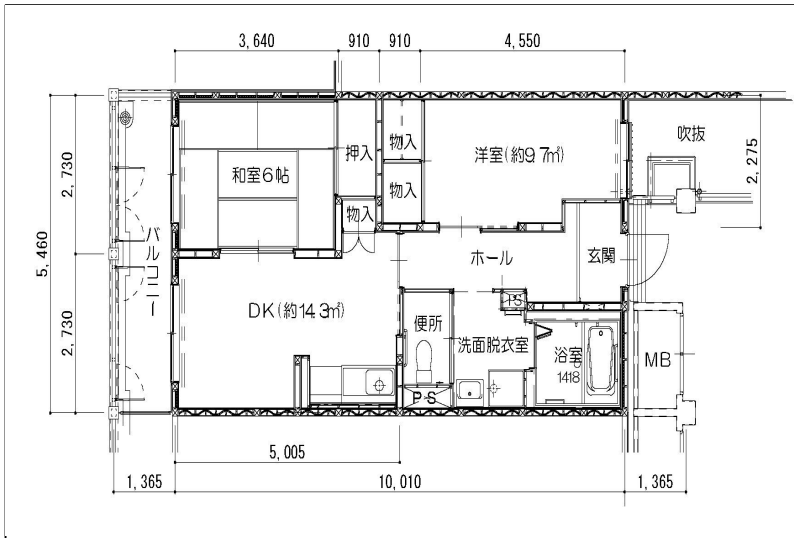 3,640
910
910
4,550
2,730
2,730
5,460
2,275
和室6帖
押入
物入
物入
物入
洋室(約9.7㎡)
吹抜
バルコニー
ホール
玄関
DK(約14.3㎡)
便所
PS
洗面脱衣室
浴室
1418
MB
PS
5,005
1,365
10,010
1,365